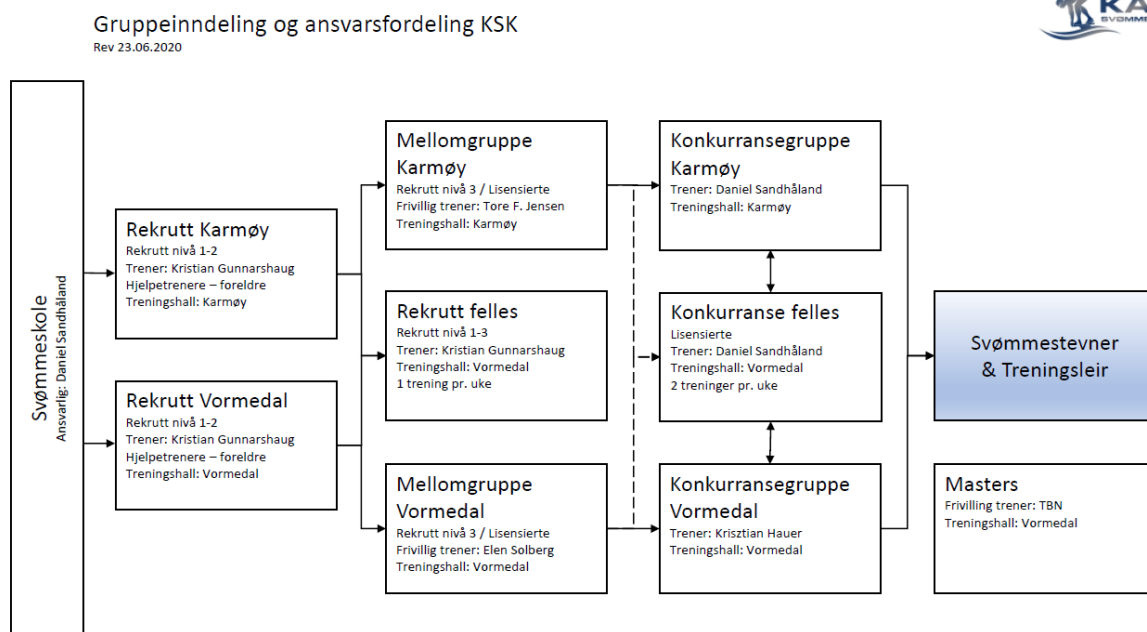 Gruppeinndeling og ansvarsfordeling KSK
Rev 23.06.2020
Svømmeskole
Ansvarlig: Daniel Sandhåland
Rekrutt Karmøy
Rekrutt nivå 1-2
Trener: Kristian Gunnarshaug
Hjelpetrenere – foreldre
Treningshall: Karmøy
Rekrutt Vormedal
Rekrutt nivå 1-2
Trener: Kristian Gunnarshaug
Hjelpetrenere – foreldre
Treningshall: Vormedal
Mellomgruppe
Karmøy
Rekrutt nivå 3 / Lisensierte
Frivillig trener: Tore F. Jensen
Treningshall: Karmøy
Rekrutt felles
Rekrutt nivå 1-3
Trener: Kristian Gunnarshaug
Treningshall: Vormedal
1 trening pr. uke
Mellomgruppe
Vormedal
Rekrutt nivå 3 / Lisensierte
Frivillig trener: Elen Solberg
Treningshall: Vormedal
Konkurransegruppe
Karmøy
Trener: Daniel Sandhåland
Treningshall: Karmøy
Konkurranse felles
Lisensierte
Trener: Daniel Sandhåland
Treningshall: Vormedal
2 treninger pr. uke
Konkurransegruppe
Vormedal
Trener: Krisztian Hauer
Treningshall: Vormedal
Svømmestevner
& Treningsleir
Masters
Frivilling trener: TBN
Treningshall: Vormedal